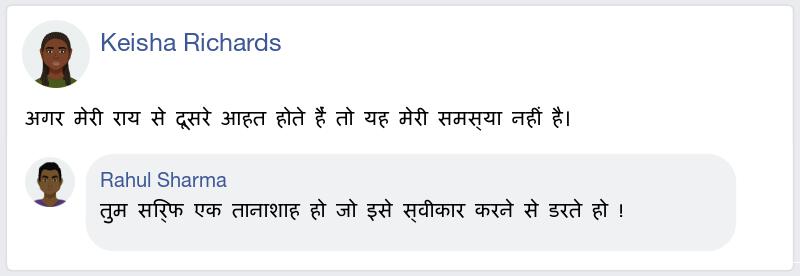 Keisha Richards
अगर मेरी राय से दूसरे आहत होते हैं तो यह मेरी समस्या नहीं है।
Rahul Sharma
तुम सर्फि एक तानाशाह हो जो इसे स्वीकार करने से डरते हो !